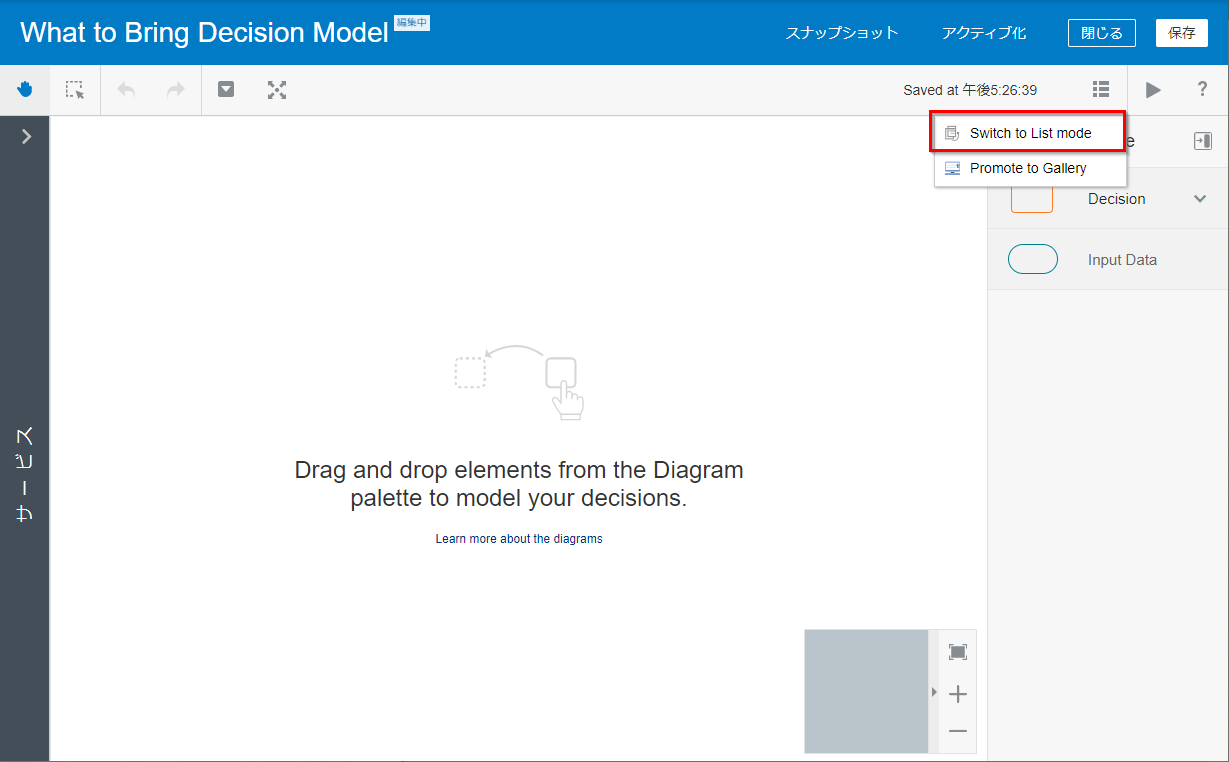 What to Bring Decision Model 編集中
スナップショット アクティブ化 閉じる 保存
Saved at 午後5:26:39 ?
Switch to List mode
Promote to Gallery
Decision
Input Data
サービス
Drag and drop elements from the Diagram
palette to model your decisions.
Learn more about the diagrams